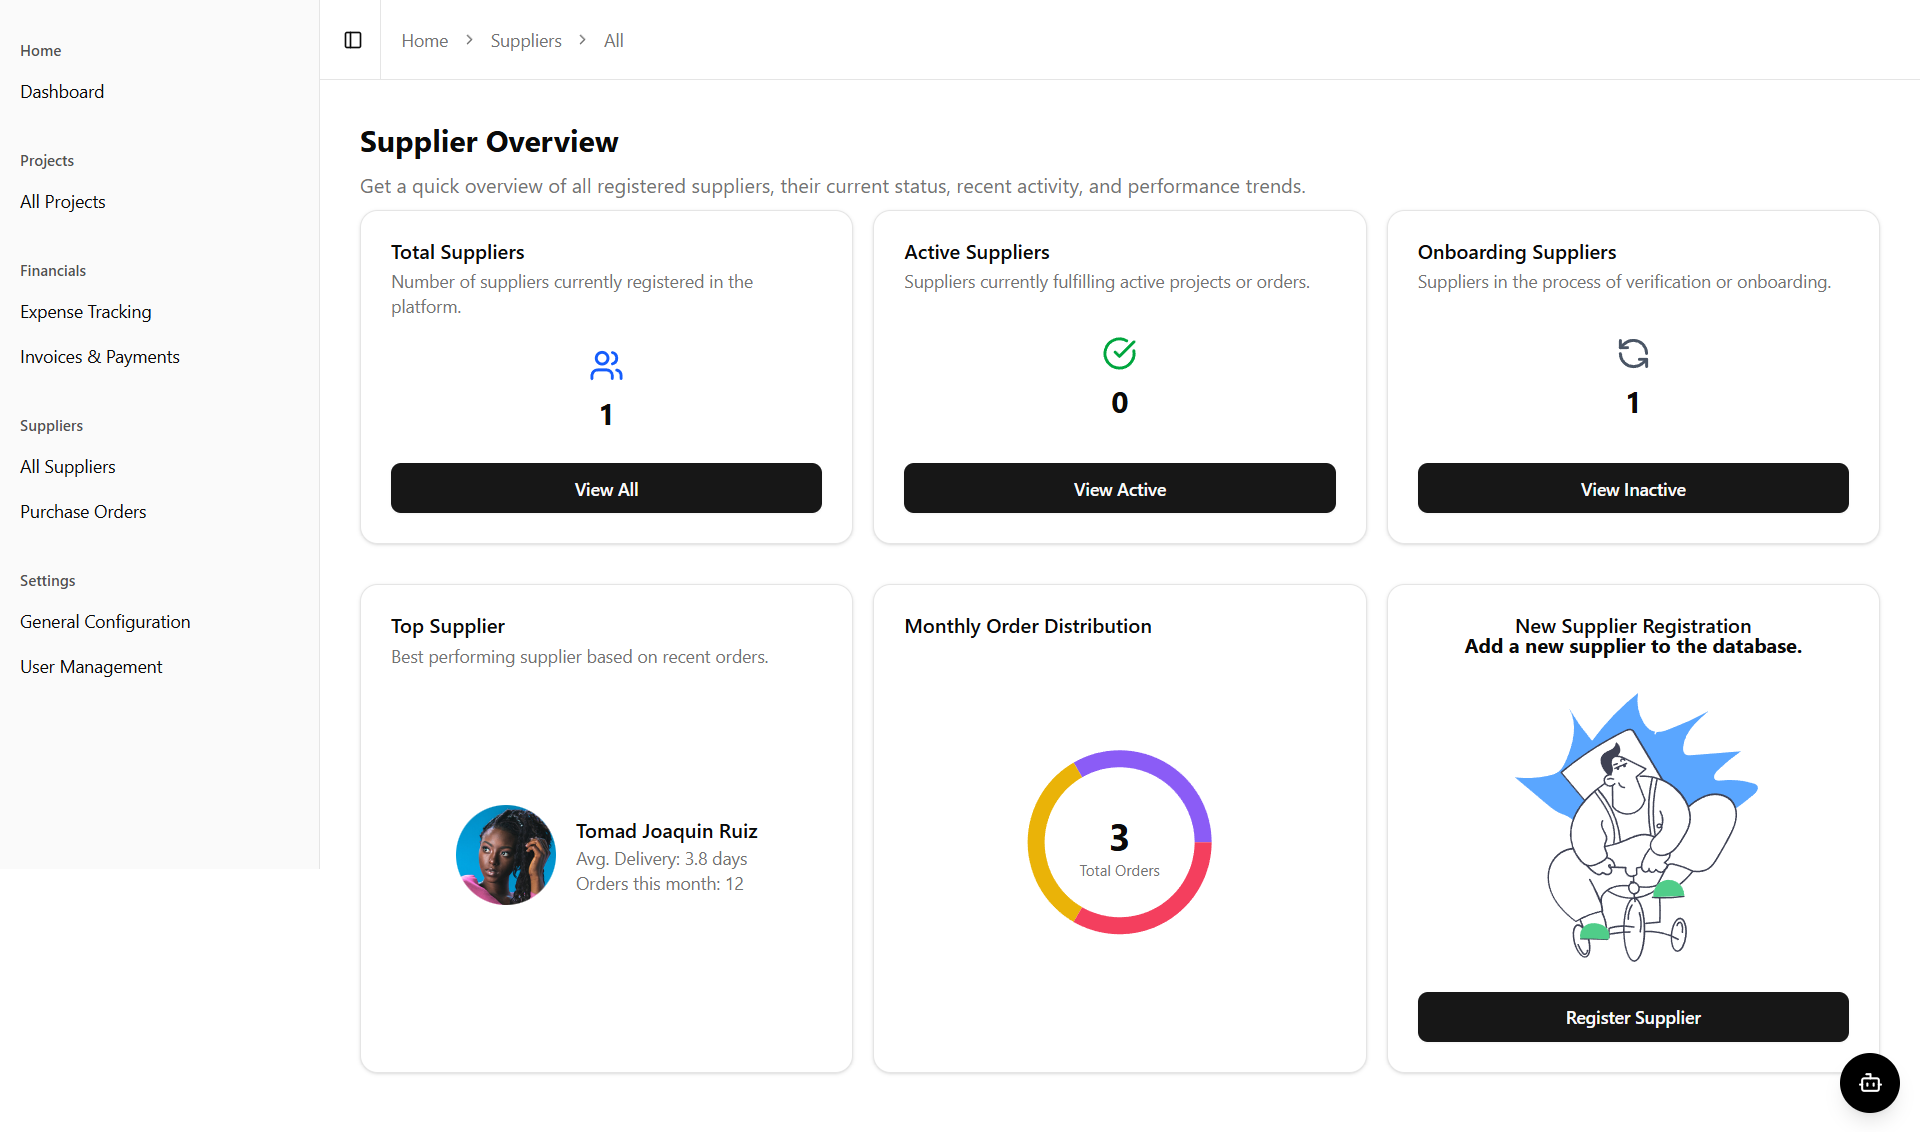 Home
Dashboard
Projects
All Projects
Financials
Expense Tracking
Invoices & Payments
Suppliers
All Suppliers
Purchase Orders
Settings
General Configuration
User Management
Home
Suppliers
All
Supplier Overview
Get a quick overview of all registered suppliers, their current status, recent activity, and performance trends.
Total Suppliers
Number of suppliers currently registered in the
platform.
1
View All
Active Suppliers
Suppliers currently fulfilling active projects or orders.
0
View Active
Onboarding Suppliers
Suppliers in the process of verification or onboarding.
1
View Inactive
Top Supplier
Best performing supplier based on recent orders.
Tomad Joaquin Ruiz
Avg. Delivery: 3.8 days
Orders this month: 12
Monthly Order Distribution
3
Total Orders
New Supplier Registration
Add a new supplier to the database.
Register Supplier